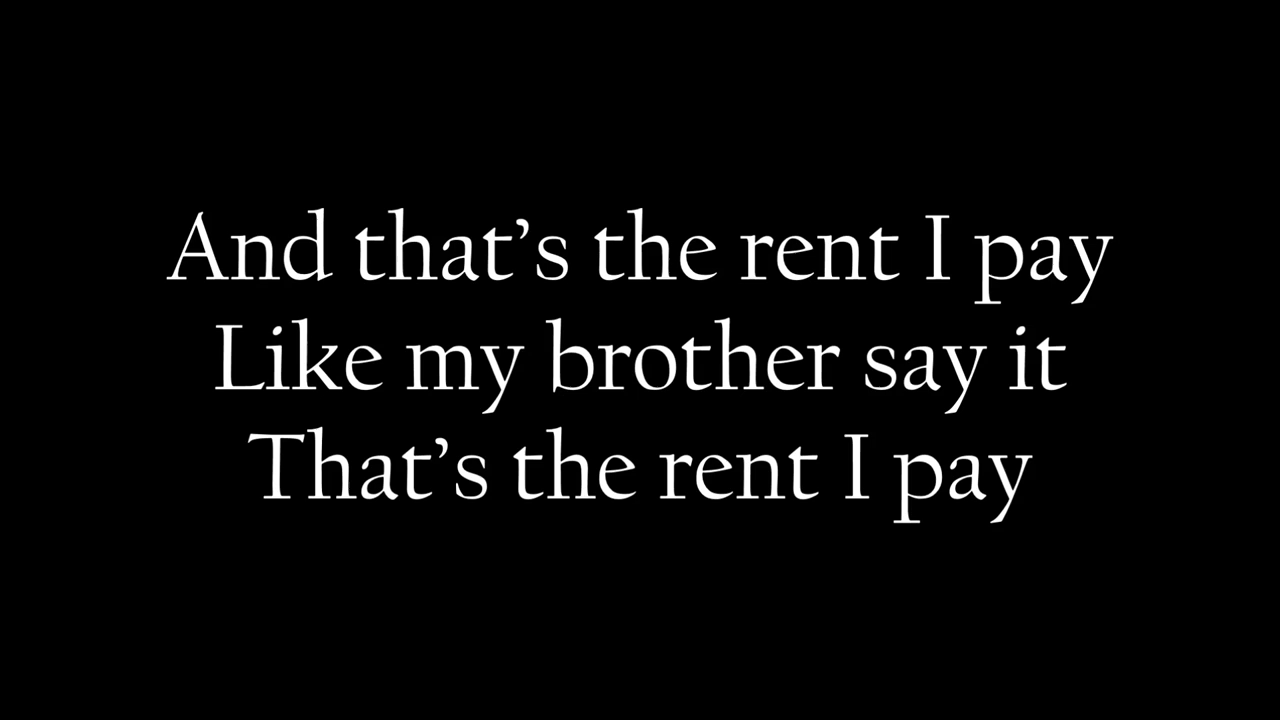 And that’s the rent I pay
Like my brother say it
That’s the rent I pay